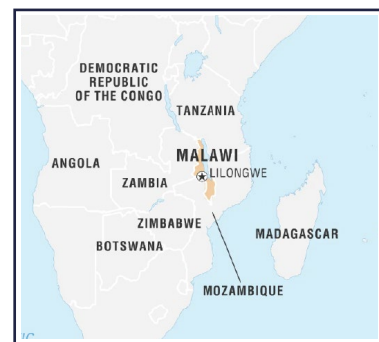 DEMOCRATIC
REPUBLIC
OF THE CONGO
TANZANIA
MALAWI
ANGOLA
LILONGWE
ZAMBIA
ZIMBABWE
MADAGASCAR
BOTSWANA
MOZAMBIQUE